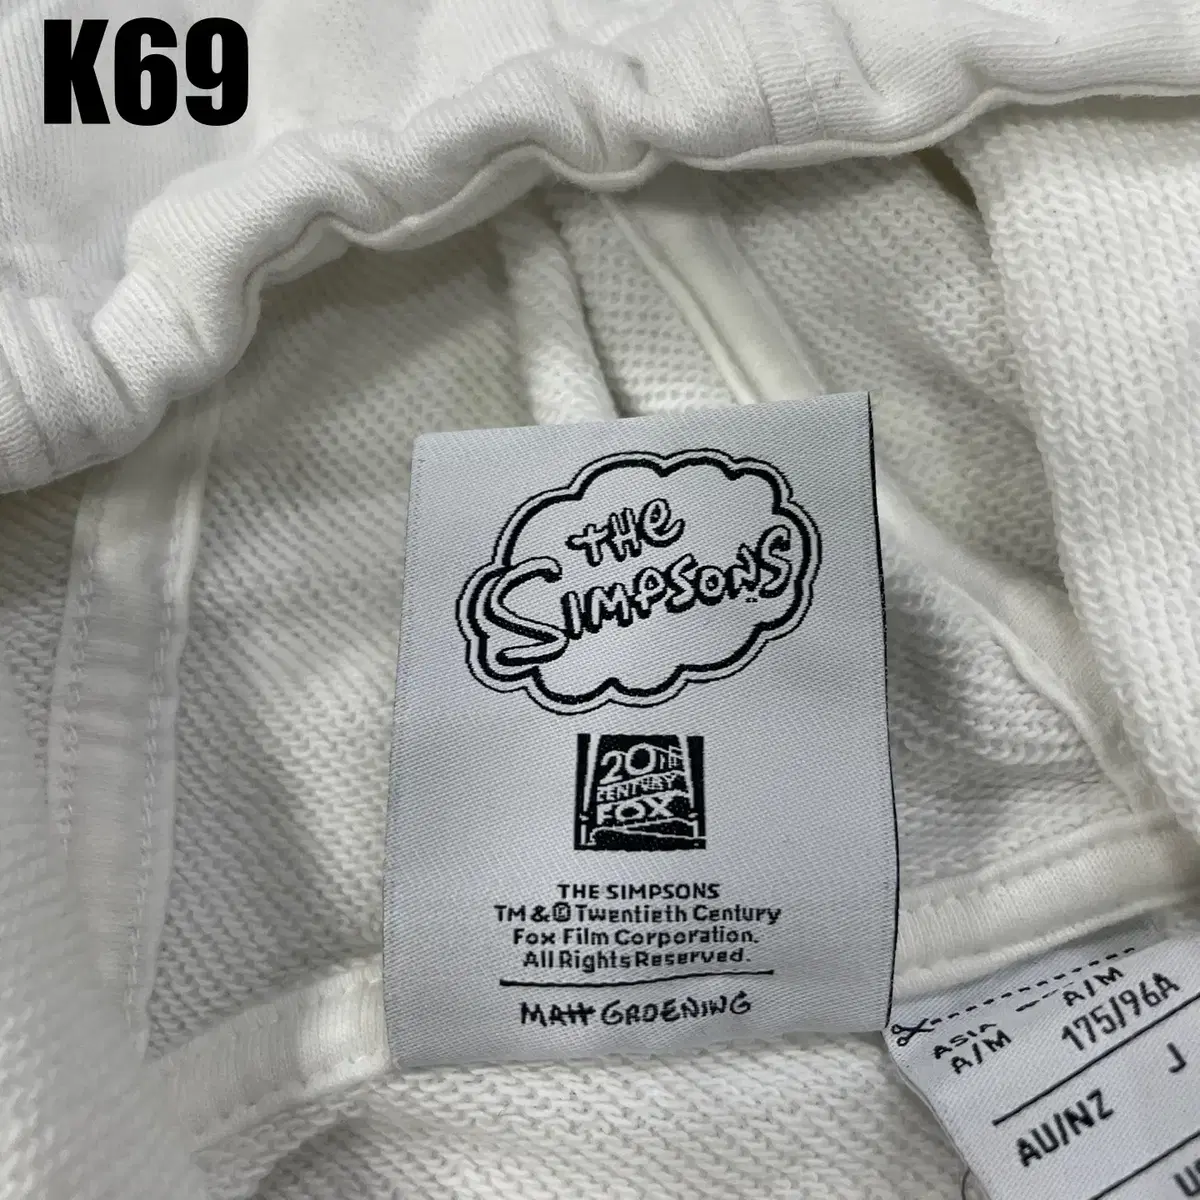 K69
THE
SIMPSONS
20TH
CENTURY
FOX
THE SIMPSONS
TM & © Twentieth Century
Fox Film Corporation.
All Rights Reserved.
MATT GROENING
ASIA A/M
A/M 175/96A
AU/NZ J